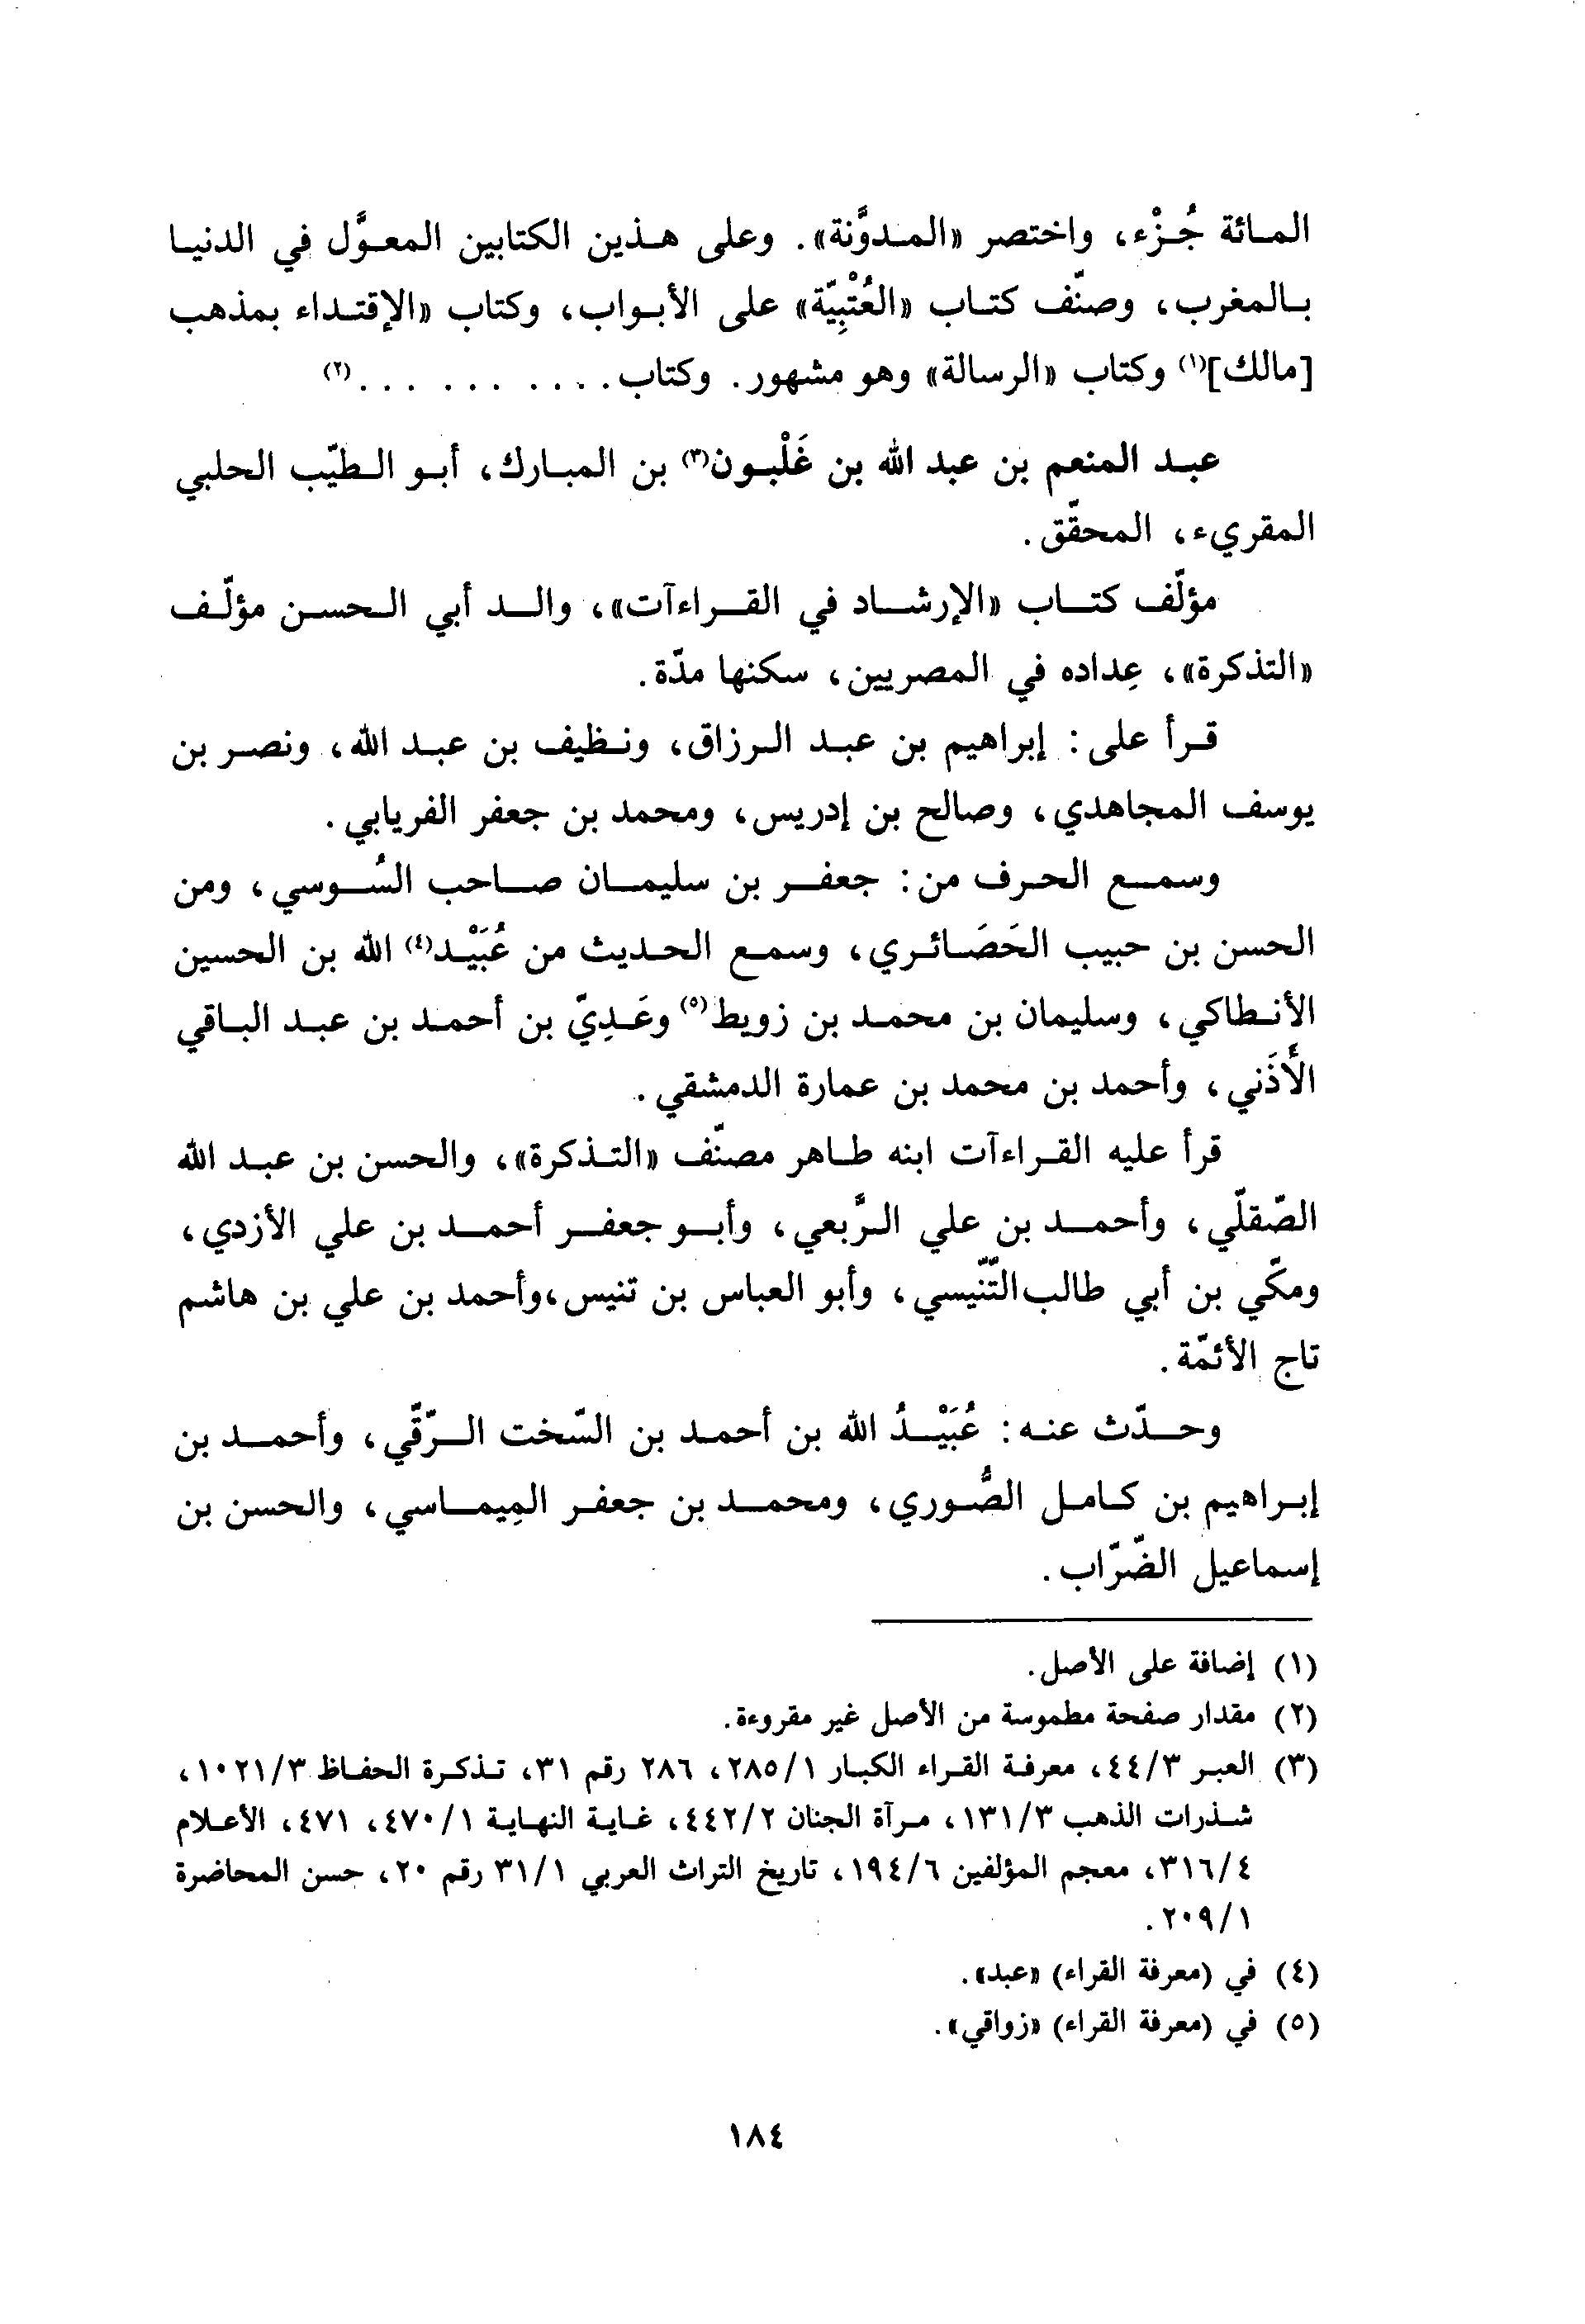 المائة جُزْء، واختصر «المدوَّنة». وعلى هذين الكتابين المعوَّل في الدنيا
بالمغرب، وصنّف كتاب «العُتْبِيّة» على الأبواب، وكتاب «الإقتداء بمذهب
[مالك]⁽١⁾ وكتاب «الرسالة» وهو مشهور. وكتاب. . . . . . . . . . ⁽٢⁾
عبد المنعم بن عبد الله بن غَلْبون⁽٣⁾ بن المبارك، أبو الطيّب الحلبي
المقريء، المحقّق.
مؤلّف كتاب «الإرشاد في القراءآت»، والد أبي الحسن مؤلّف
«التذكرة»، عِداده في المصريين، سكنها مدّة.
قرأ على: إبراهيم بن عبد الرزاق، ونظيف بن عبد الله، ونصر بن
يوسف المجاهدي، وصالح بن إدريس، ومحمد بن جعفر الفريابي.
وسمع الحرف من: جعفر بن سليمان صاحب السُوسي، ومن
الحسن بن حبيب الحَصَائري، وسمع الحديث من عُبَيْد⁽٤⁾ الله بن الحسين
الأنطاكي، وسليمان بن محمد بن زويط⁽٥⁾ وعَدِيّ بن أحمد بن عبد الباقي
الأَذَني، وأحمد بن محمد بن عمارة الدمشقي.
قرأ عليه القراءآت ابنه طاهر مصنّف «التذكرة»، والحسن بن عبد الله
الصّقلّي، وأحمد بن علي الرَّبعي، وأبو جعفر أحمد بن علي الأزدي،
ومكّي بن أبي طالب التّنّيسي، وأبو العباس بن تنيس، وأحمد بن علي بن هاشم
تاج الأئمّة.
وحدّث عنه: عُبَيْدُ الله بن أحمد بن السّخت الرّقّي، وأحمد بن
إبراهيم بن كامل الصُّوري، ومحمد بن جعفر المِيماسي، والحسن بن
إسماعيل الضّرّاب.
(١) إضافة على الأصل.
(٢) مقدار صفحة مطموسة من الأصل غير مقروءة.
(٣) العبر ٤٤/٣، معرفة القراء الكبار ٢٨٥/١، ٢٨٦ رقم ٣١، تذكرة الحفاظ ١٠٢١/٣،
شذرات الذهب ١٣١/٣، مرآة الجنان ٤٤٢/٢، غاية النهاية ٤٧٠/١، ٤٧١، الأعلام
٣١٦/٤، معجم المؤلفين ١٩٤/٦، تاريخ التراث العربي ٣١/١ رقم ٢٠، حسن المحاضرة
٢٠٩/١.
(٤) في (معرفة القراء) «عبد».
(٥) في (معرفة القراء) «زواقي».
١٨٤